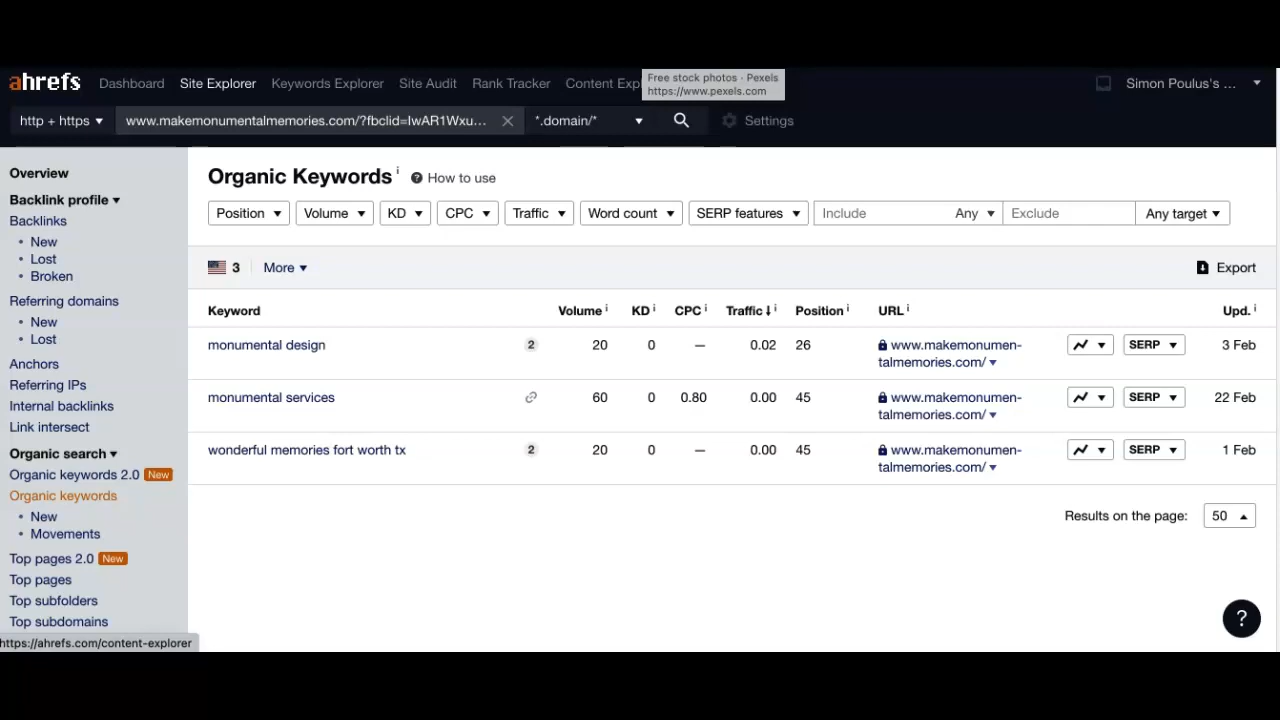 ahrefs Dashboard Site Explorer Keywords Explorer Site Audit Rank Tracker Content Exp
Free stock photos · Pexels
https://www.pexels.com
Simon Poulus's ...
http + https www.makemonumentalmemories.com/?fbclid=IwAR1Wxu... *.domain/* Settings
Overview
Backlink profile
Backlinks
• New
• Lost
• Broken
Referring domains
• New
• Lost
Anchors
Referring IPs
Internal backlinks
Link intersect
Organic search
Organic keywords 2.0 New
Organic keywords
• New
• Movements
Top pages 2.0 New
Top pages
Top subfolders
Top subdomains
https://ahrefs.com/content-explorer
Organic Keywords i ? How to use
Position Volume KD CPC Traffic Word count SERP features Include Any Exclude Any target
3 More Export
Keyword Volume i KD i CPC i Traffic i Position i URL i Upd. i
monumental design 2 20 0 — 0.02 26 www.makemonumen-
talmemories.com/ SERP 3 Feb
monumental services 60 0 0.80 0.00 45 www.makemonumen-
talmemories.com/ SERP 22 Feb
wonderful memories fort worth tx 2 20 0 — 0.00 45 www.makemonumen-
talmemories.com/ SERP 1 Feb
Results on the page: 50
?